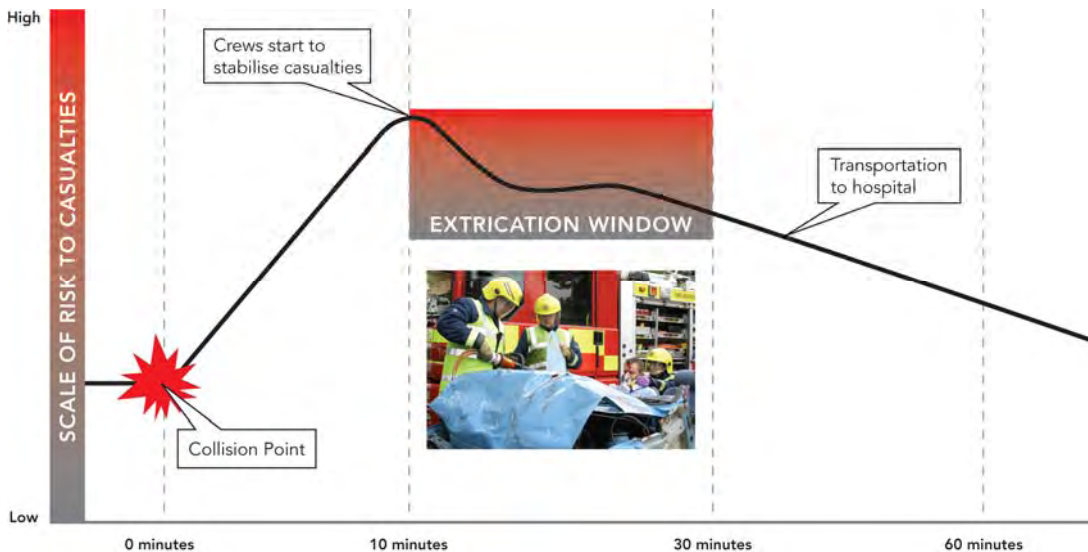 High
Crews start to
stabilise casualties
SCALE OF RISK TO CASUALTIES
Transportation
to hospital
EXTRICATION WINDOW
Collision Point
Low
0 minutes
10 minutes
30 minutes
60 minutes